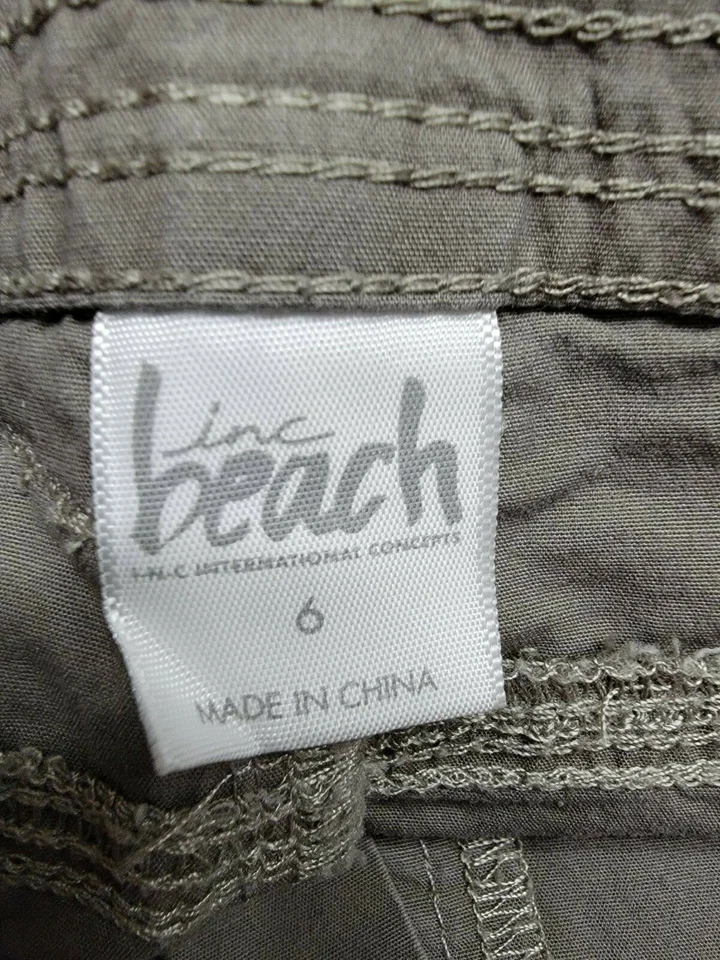 inc
beach
I·N·C INTERNATIONAL CONCEPTS
6
MADE IN CHINA